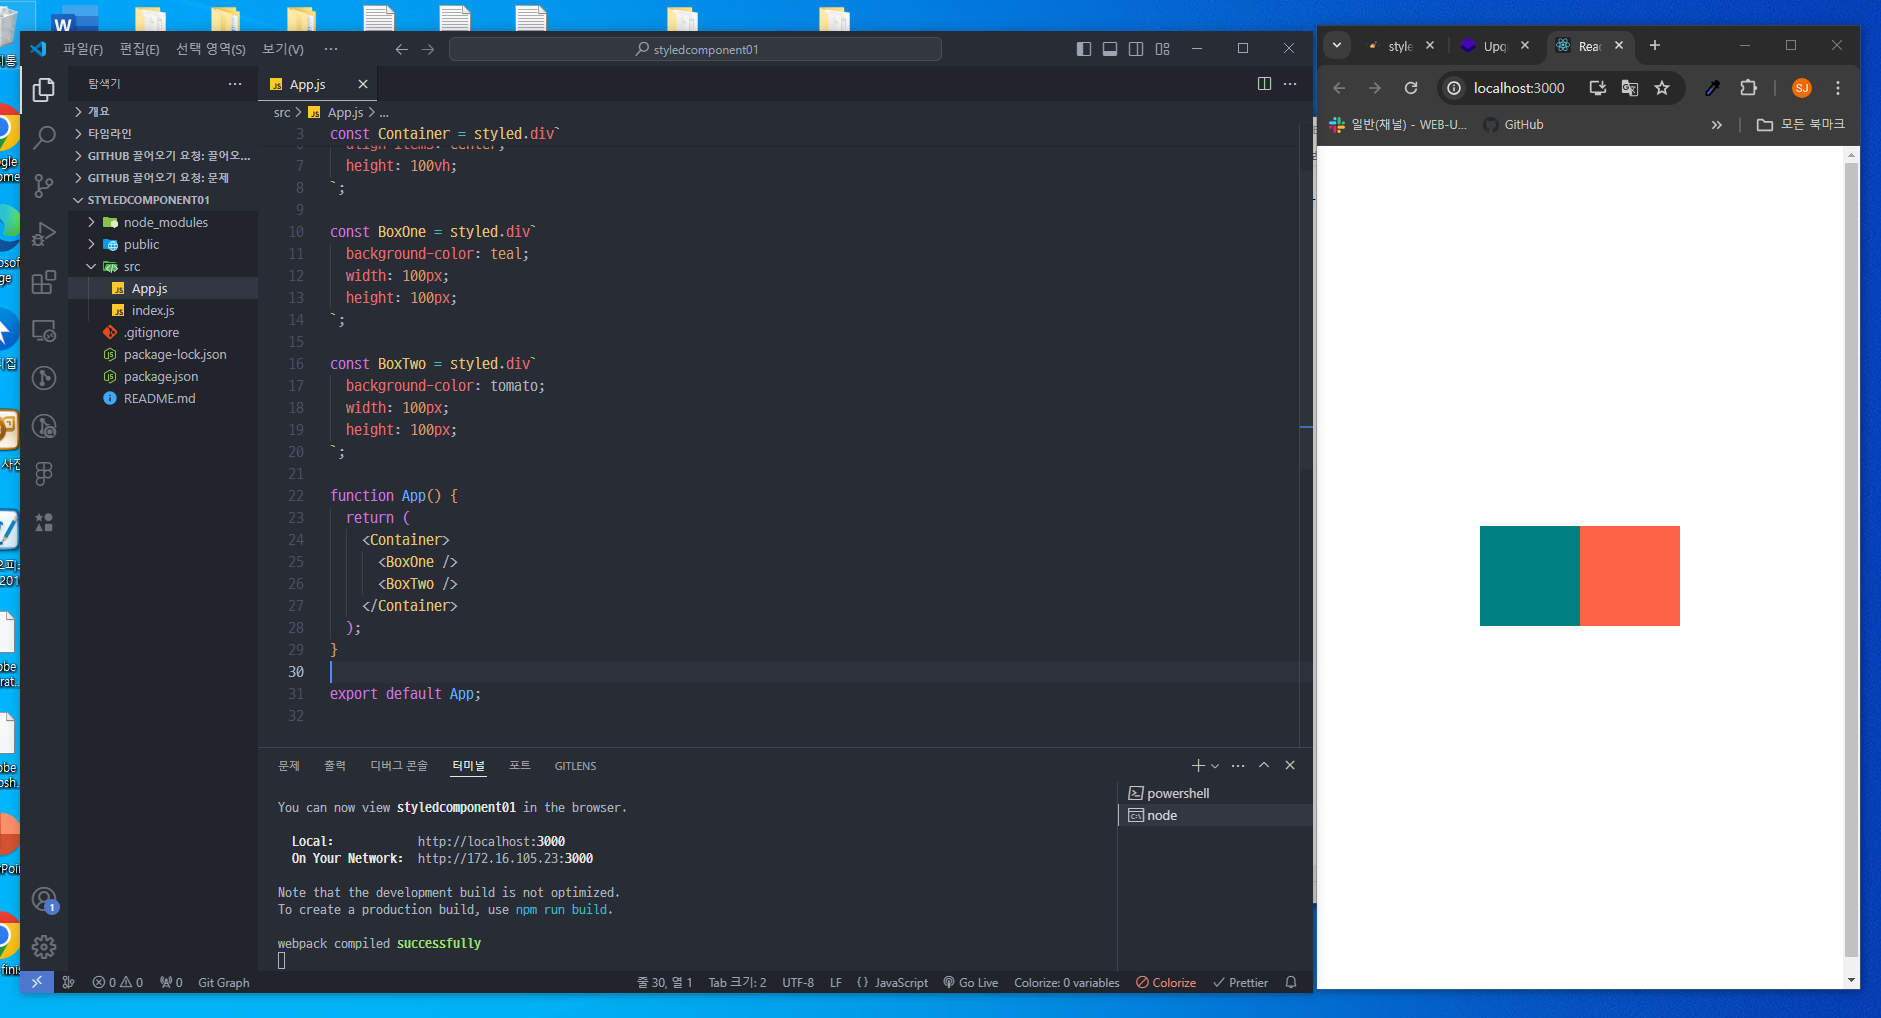 파일(F) 편집(E) 선택 영역(S) 보기(V) ···
styledcomponent01
탐색기
개요
타임라인
GITHUB 끌어오기 요청: 끌어오...
GITHUB 끌어오기 요청: 문제
STYLEDCOMPONENT01
node_modules
public
src
App.js
index.js
.gitignore
package-lock.json
package.json
README.md
1
App.js
src > App.js > ...
3 const Container = styled.div`
align-items: center;
7 height: 100vh;
8 `;
9
10 const BoxOne = styled.div`
11 background-color: teal;
12 width: 100px;
13 height: 100px;
14 `;
15
16 const BoxTwo = styled.div`
17 background-color: tomato;
18 width: 100px;
19 height: 100px;
20 `;
21
22 function App() {
23 return (
24 <Container>
25 <BoxOne />
26 <BoxTwo />
27 </Container>
28 );
29 }
30
31 export default App;
32
문제 출력 디버그 콘솔 터미널 포트 GITLENS
You can now view styledcomponent01 in the browser.
Local: http://localhost:3000
On Your Network: http://172.16.105.23:3000
Note that the development build is not optimized.
To create a production build, use npm run build.
webpack compiled successfully
powershell
node
0 0 0 Git Graph
줄 30, 열 1 Tab 크기: 2 UTF-8 LF {} JavaScript Go Live Colorize: 0 variables Colorize Prettier
style Upq Rea
localhost:3000
SJ
일반(채널) - WEB-U... GitHub » 모든 북마크